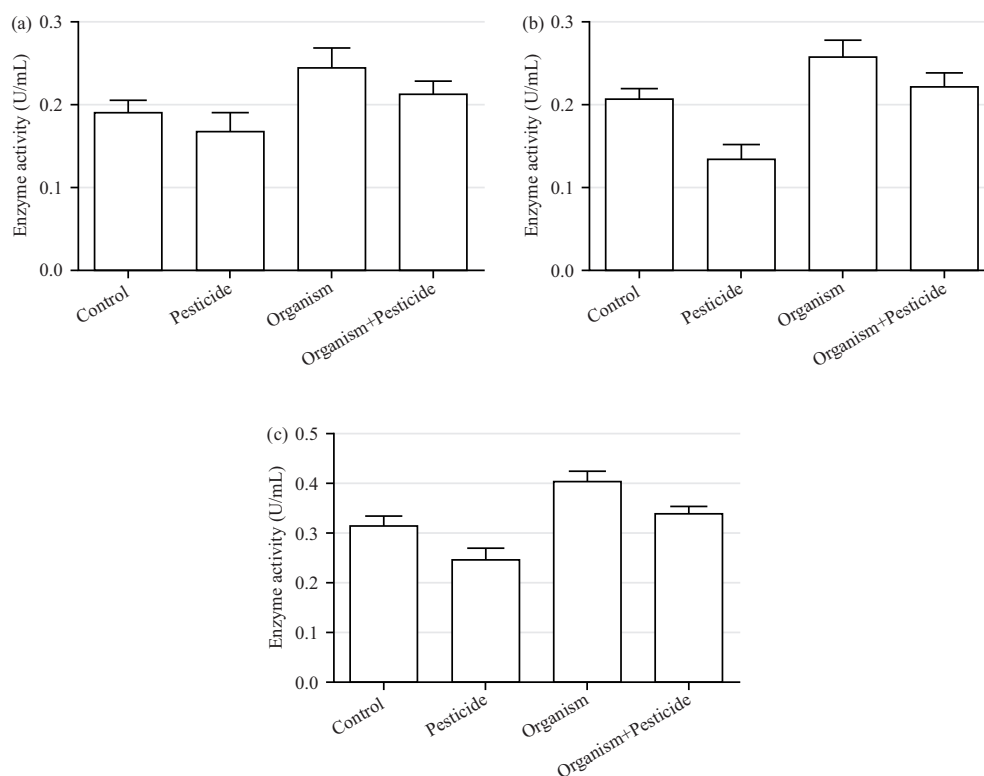 (a)
Enzyme activity (U/mL)
0.3
0.2
0.1
0.0
Control
Pesticide
Organism
Organism+Pesticide
(b)
Enzyme activity (U/mL)
0.3
0.2
0.1
0.0
Control
Pesticide
Organism
Organism+Pesticide
(c)
Enzyme activity (U/mL)
0.5
0.4
0.3
0.2
0.1
0.0
Control
Pesticide
Organism
Organism+Pesticide